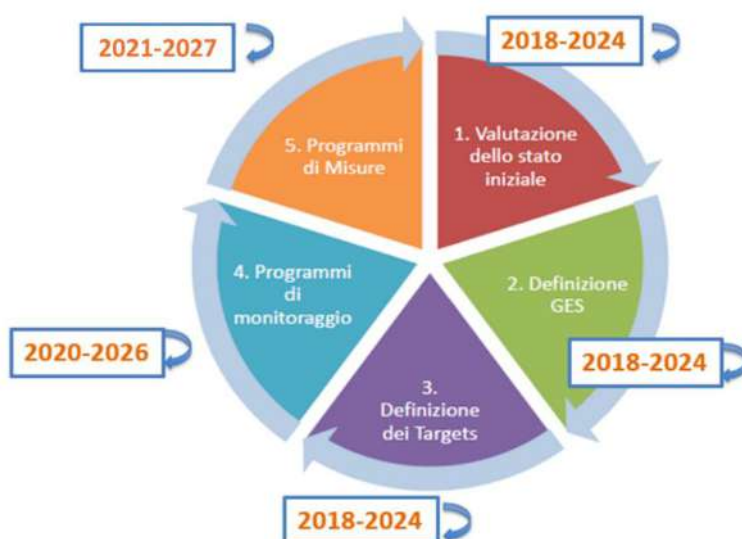 2021-2027
2018-2024
1. Valutazione
dello stato
iniziale
5. Programmi
di Misure
2. Definizione
GES
4. Programmi
di
monitoraggio
2020-2026
2018-2024
3.
Definizione
dei Targets
2018-2024